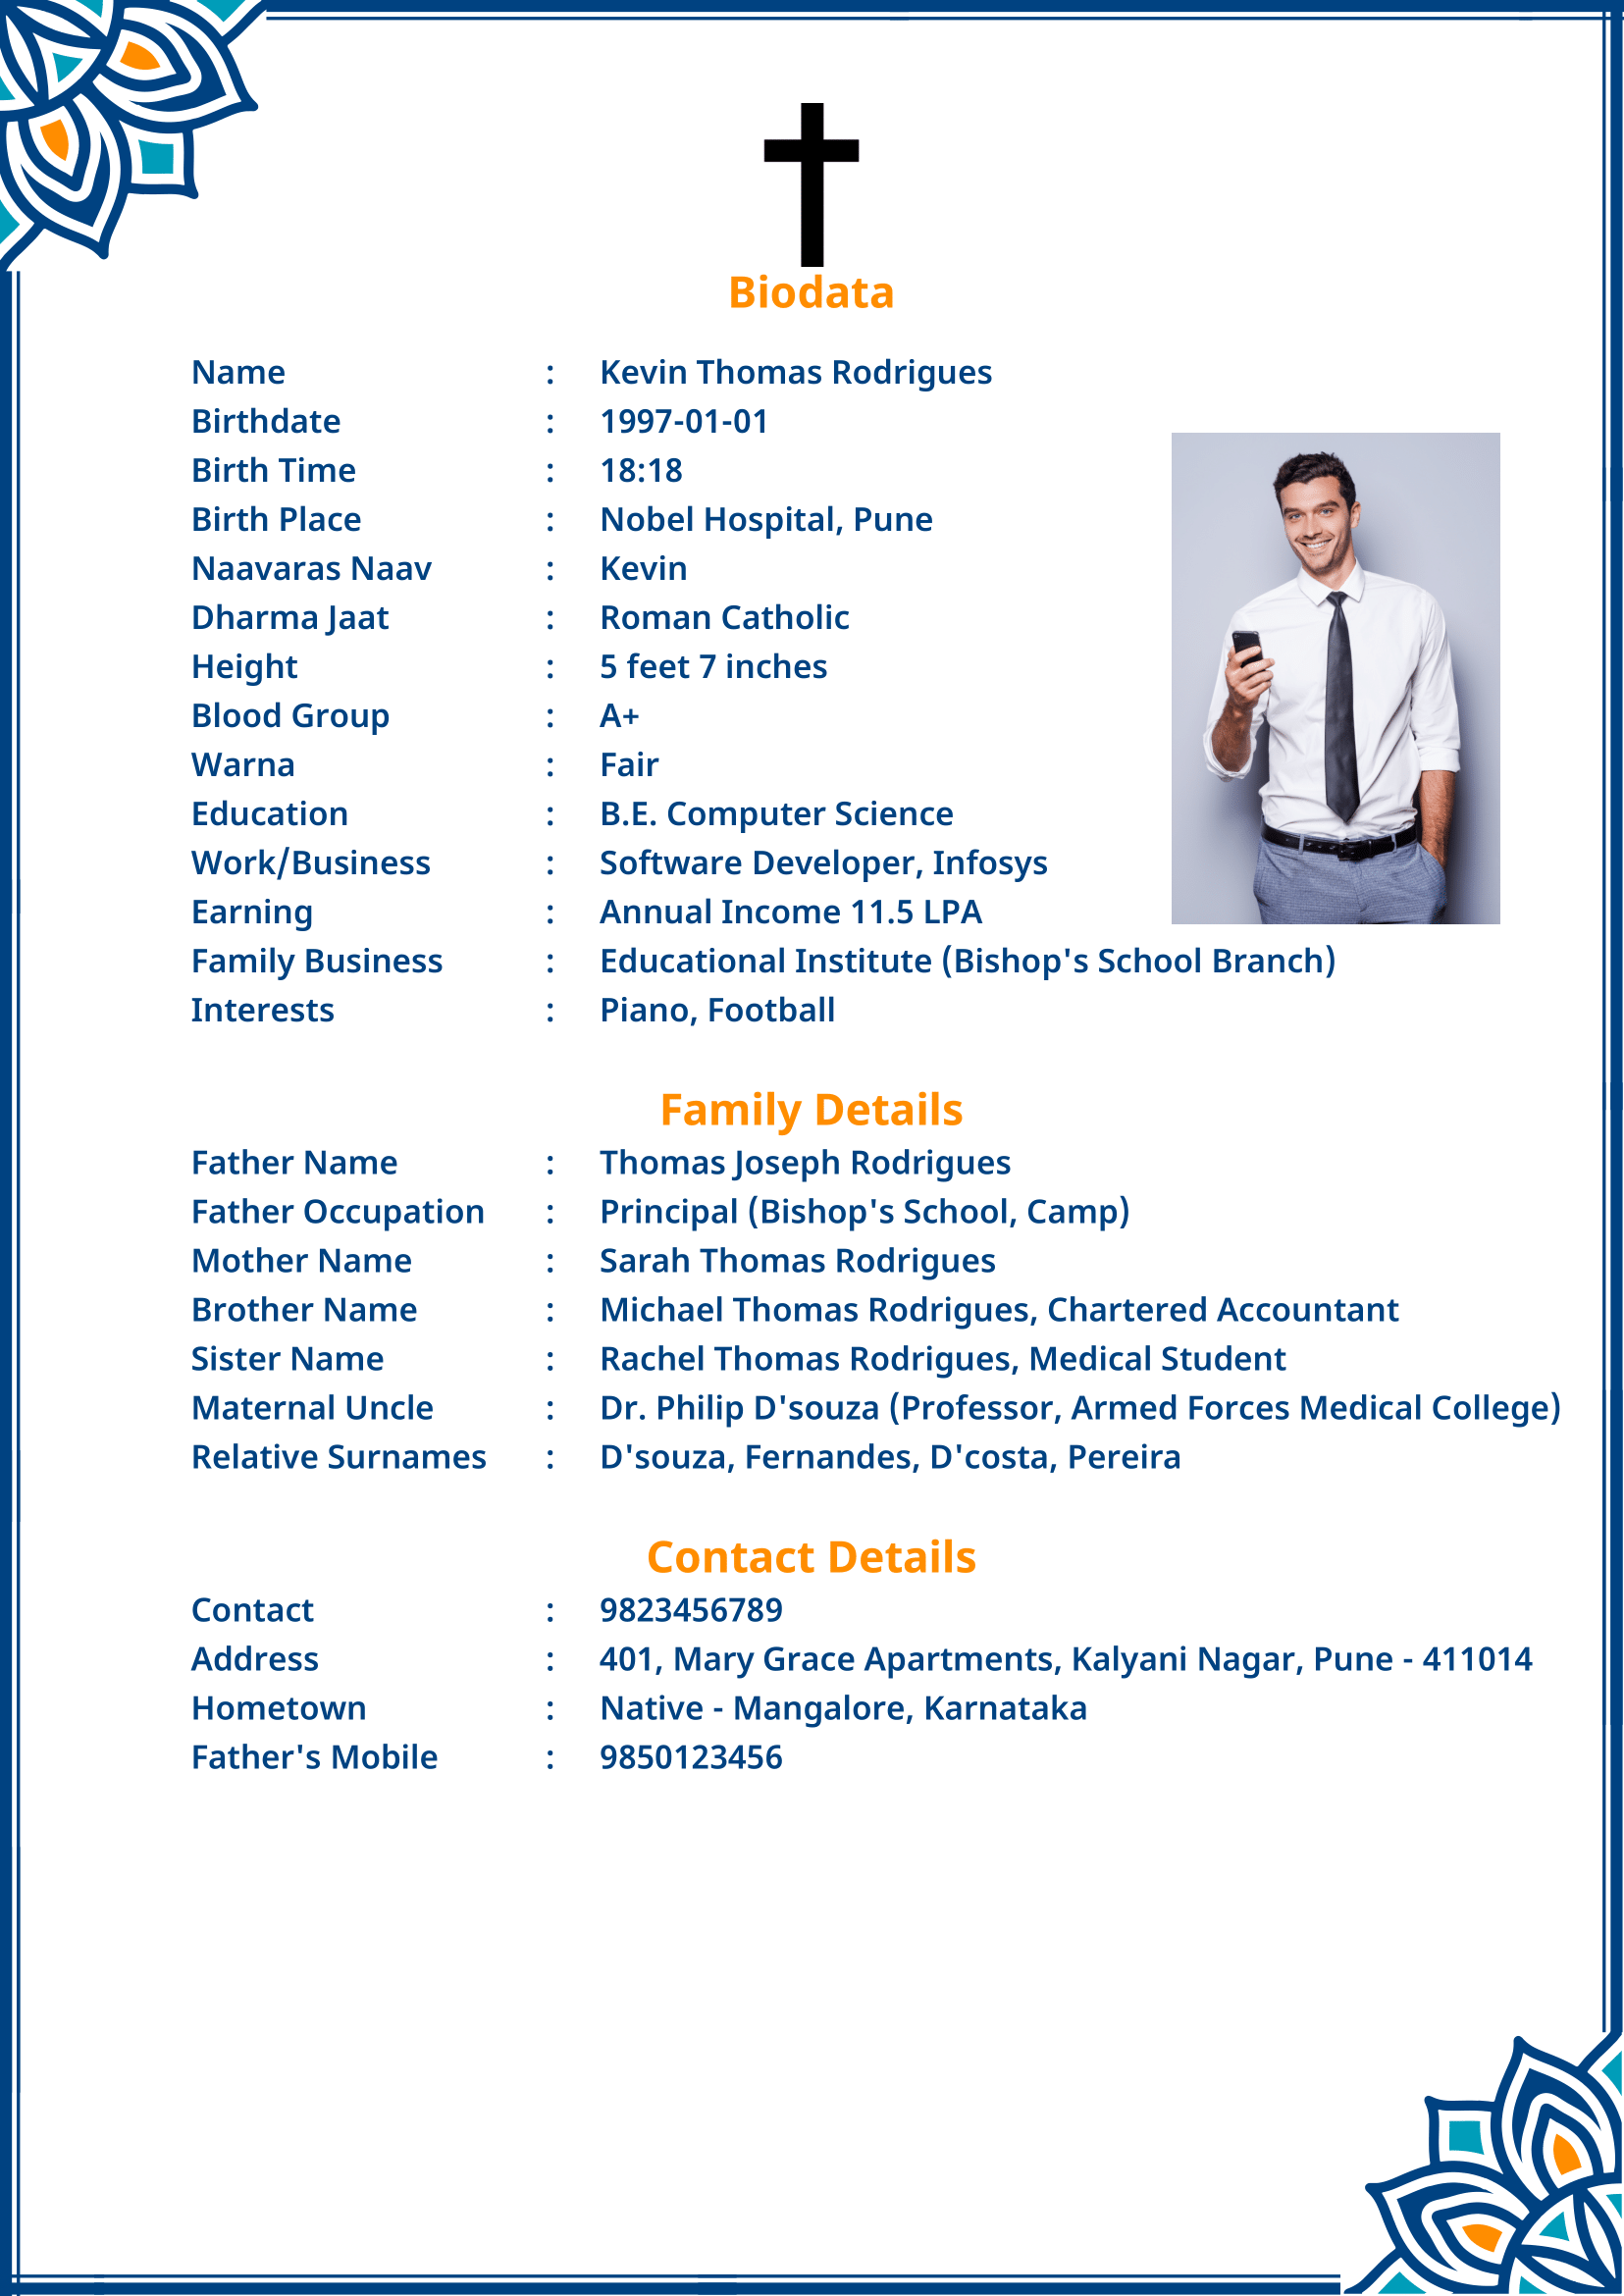 Biodata
Name : Kevin Thomas Rodrigues
Birthdate : 1997-01-01
Birth Time : 18:18
Birth Place : Nobel Hospital, Pune
Naavaras Naav : Kevin
Dharma Jaat : Roman Catholic
Height : 5 feet 7 inches
Blood Group : A+
Warna : Fair
Education : B.E. Computer Science
Work/Business : Software Developer, Infosys
Earning : Annual Income 11.5 LPA
Family Business : Educational Institute (Bishop's School Branch)
Interests : Piano, Football
Family Details
Father Name : Thomas Joseph Rodrigues
Father Occupation : Principal (Bishop's School, Camp)
Mother Name : Sarah Thomas Rodrigues
Brother Name : Michael Thomas Rodrigues, Chartered Accountant
Sister Name : Rachel Thomas Rodrigues, Medical Student
Maternal Uncle : Dr. Philip D'souza (Professor, Armed Forces Medical College)
Relative Surnames : D'souza, Fernandes, D'costa, Pereira
Contact Details
Contact : 9823456789
Address : 401, Mary Grace Apartments, Kalyani Nagar, Pune - 411014
Hometown : Native - Mangalore, Karnataka
Father's Mobile : 9850123456